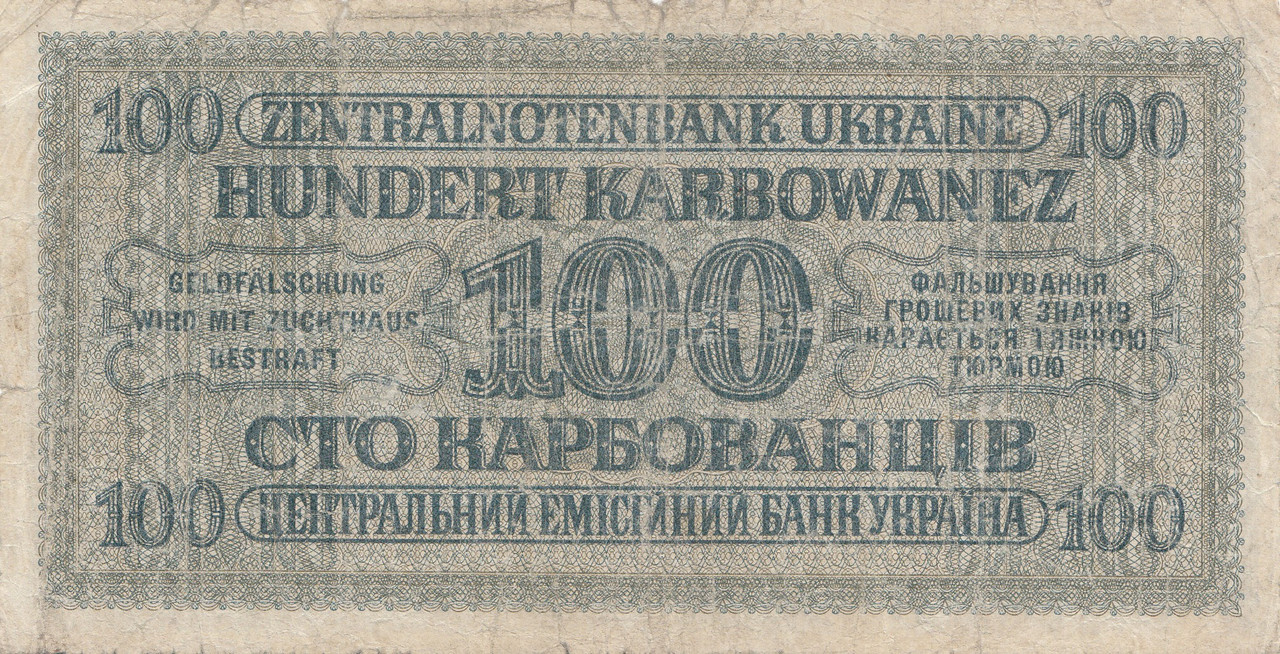 100 ZENTRALNOTENBANK UKRAINE 100
HUNDERT KARBOWANEZ
GELDFÄLSCHUNG
WIRD MIT ZUCHTHAUS
BESTRAFT
100
ФАЛЬШУВАННЯ
ГРОШЕВИХ ЗНАКІВ
КАРАЄТЬСЯ ТЯЖКОЮ
ТЮРМОЮ
СТО КАРБОВАНЦІВ
100 ЦЕНТРАЛЬНИЙ ЕМІСІЙНИЙ БАНК УКРАЇНА 100